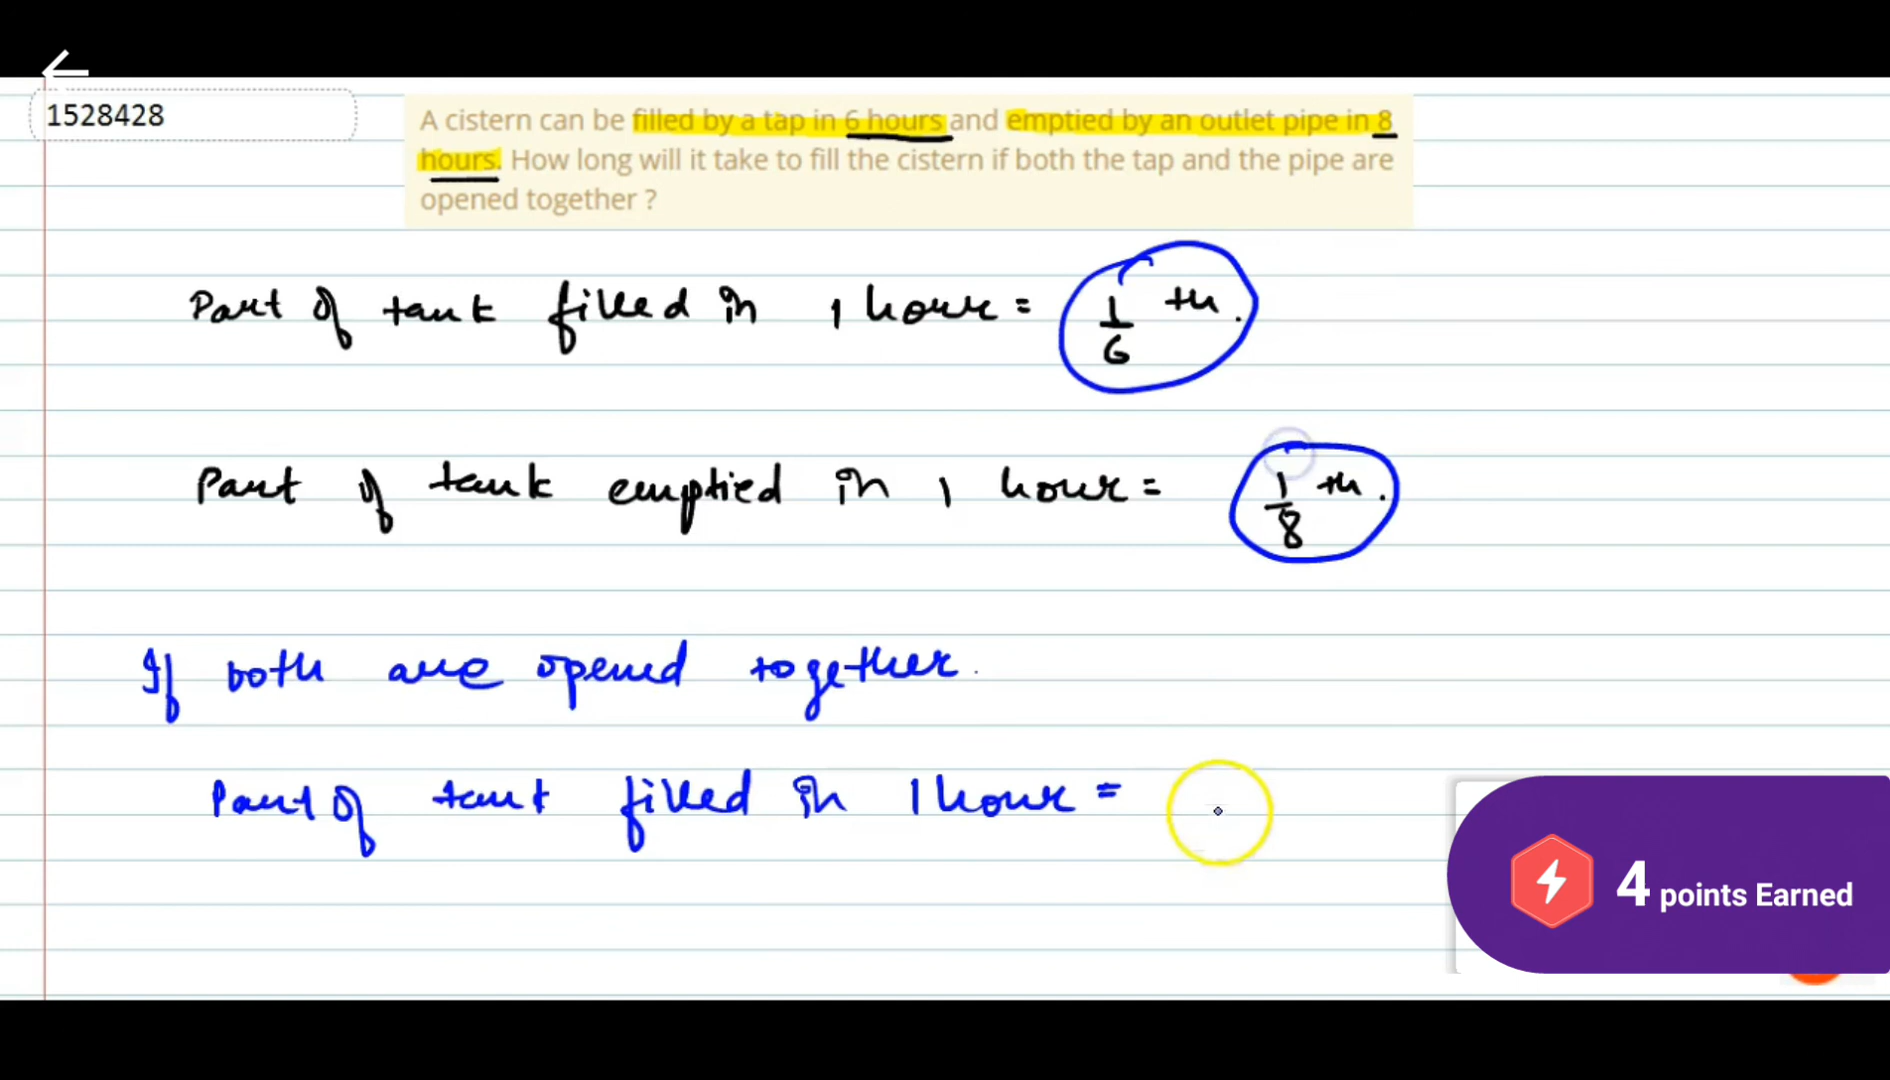 1528428
A cistern can be filled by a tap in 6 hours and emptied by an outlet pipe in 8
hours. How long will it take to fill the cistern if both the tap and the pipe are
opened together ?
Part of tank filled in 1 hour = 1/6 th.
Part of tank emptied in 1 hour = 1/8 th.
If both are opened together.
Part of tank filled in 1 hour =
4 points Earned